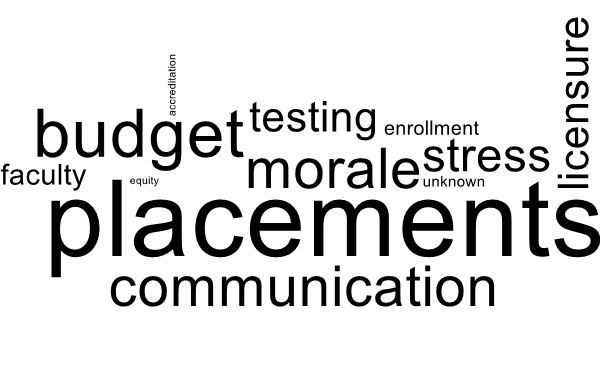 accreditation
licensure
budget
testing
enrollment
morale
stress
faculty
equity
unknown
placements
communication